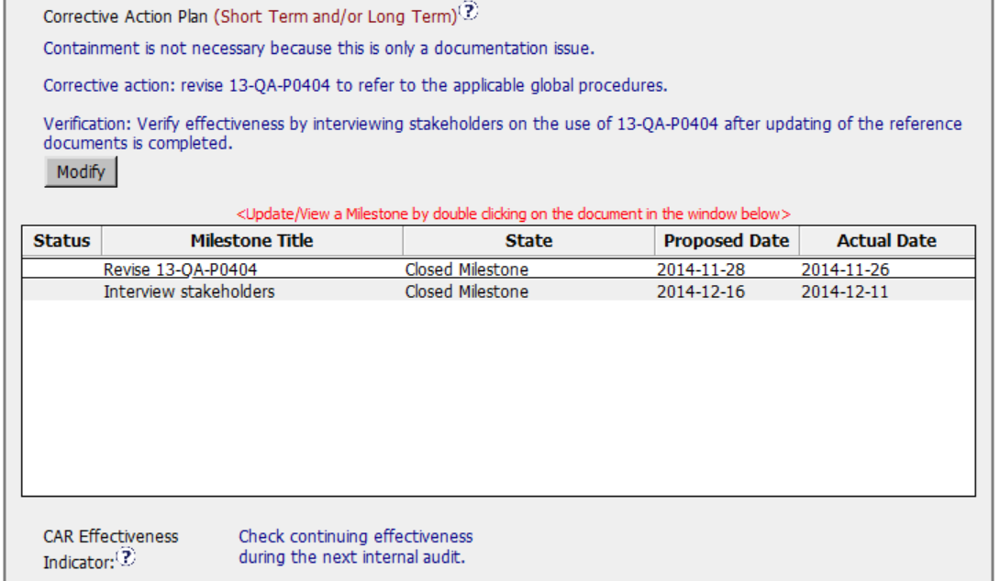 Corrective Action Plan (Short Term and/or Long Term) ?
Containment is not necessary because this is only a documentation issue.
Corrective action: revise 13-QA-P0404 to refer to the applicable global procedures.
Verification: Verify effectiveness by interviewing stakeholders on the use of 13-QA-P0404 after updating of the reference
documents is completed.
Modify
<Update/View a Milestone by double clicking on the document in the window below>
Status Milestone Title State Proposed Date Actual Date
Revise 13-QA-P0404 Closed Milestone 2014-11-28 2014-11-26
Interview stakeholders Closed Milestone 2014-12-16 2014-12-11
CAR Effectiveness Check continuing effectiveness
Indicator: ? during the next internal audit.